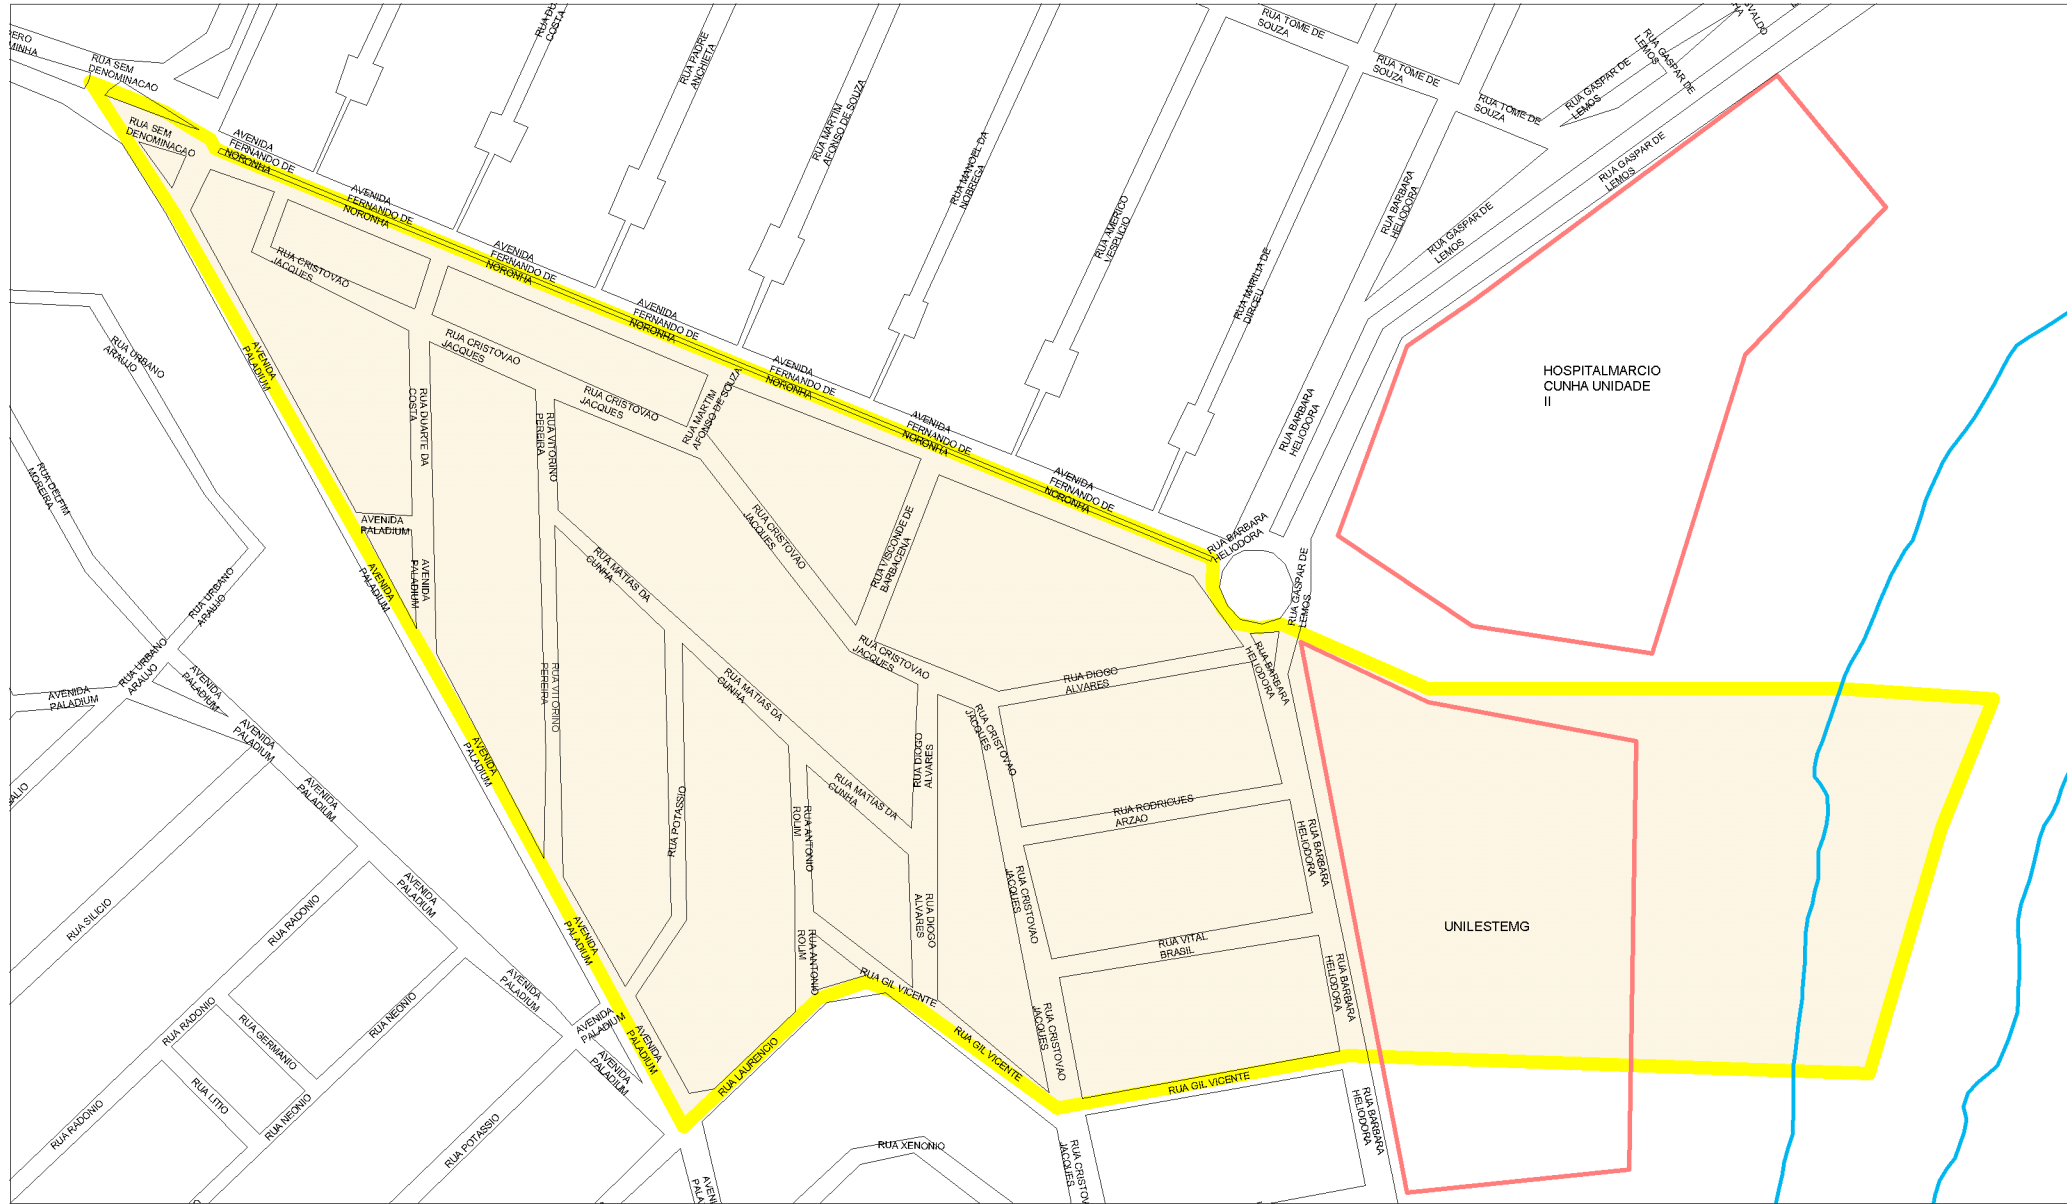 RUA SEM
DENOMINACAO
RUA SEM
DENOMINACAO
COSTA
RUA PADRE
ANCHIETA
RUA MARTIM
AFONSO DE SOUZA
RUA MANOEL DA
NOBREGA
RUA AMERICO
VESPUCIO
RUA MARILIA DE
DIRCEU
RUA TOME DE
SOUZA
RUA TOME DE
SOUZA
RUA TOME DE
SOUZA
RUA GASPAR DE
LEMOS
RUA GASPAR DE
LEMOS
RUA GASPAR DE
LEMOS
RUA GASPAR DE
LEMOS
RUA BARBARA
HELIODORA
RUA BARBARA
HELIODORA
RUA BARBARA
HELIODORA
RUA GASPAR DE
LEMOS
AVENIDA
FERNANDO DE
NORONHA
AVENIDA
FERNANDO DE
NORONHA
AVENIDA
FERNANDO DE
NORONHA
AVENIDA
FERNANDO DE
NORONHA
AVENIDA
FERNANDO DE
NORONHA
AVENIDA
FERNANDO DE
NORONHA
AVENIDA
FERNANDO DE
NORONHA
HOSPITALMARCIO
CUNHA UNIDADE
II
RUA CRISTOVAO
JACQUES
RUA CRISTOVAO
JACQUES
RUA CRISTOVAO
JACQUES
RUA MARTIM
AFONSO DE SOUZA
RUA CRISTOVAO
JACQUES
RUA VISCONDE DE
BARBACENA
RUA CRISTOVAO
JACQUES
RUA DUARTE DA
COSTA
RUA VITORINO
PEREIRA
RUA URBANO
ARAUJO
RUA DELFIM
MOREIRA
AVENIDA
PALADIUM
AVENIDA
PALADIUM
AVENIDA
PALADIUM
AVENIDA
PALADIUM
RUA MATIAS DA
CUNHA
RUA URBANO
ARAUJO
RUA URBANO
ARAUJO
AVENIDA
PALADIUM
AVENIDA
PALADIUM
AVENIDA
PALADIUM
AVENIDA
PALADIUM
RUA VITORINO
PEREIRA
AVENIDA
PALADIUM
RUA MATIAS DA
CUNHA
RUA MATIAS DA
CUNHA
RUA DIOGO
ALVARES
RUA DIOGO
ALVARES
RUA BARBARA
HELIODORA
RUA CRISTOVAO
JACQUES
RUA RODRIGUES
ARZAO
RUA POTASSIO
RUA ANTONIO
ROLIM
RUA BARBARA
HELIODORA
RUA CRISTOVAO
JACQUES
RUA DIOGO
ALVARES
RUA VITAL
BRASIL
UNILESTEMG
RUA SILICIO
RUA RADONIO
AVENIDA
PALADIUM
AVENIDA
PALADIUM
RUA ANTONIO
ROLIM
RUA GIL VICENTE
RUA BARBARA
HELIODORA
AVENIDA
PALADIUM
RUA RADONIO
RUA NEONIO
RUA GERMANIO
AVENIDA
PALADIUM
AVENIDA
PALADIUM
AVENIDA
PALADIUM
RUA LAURENCIO
RUA GIL VICENTE
RUA CRISTOVAO
JACQUES
RUA GIL VICENTE
RUA LITIO
RUA RADONIO
RUA NEONIO
RUA POTASSIO
RUA XENONIO
RUA BARBARA
HELIODORA